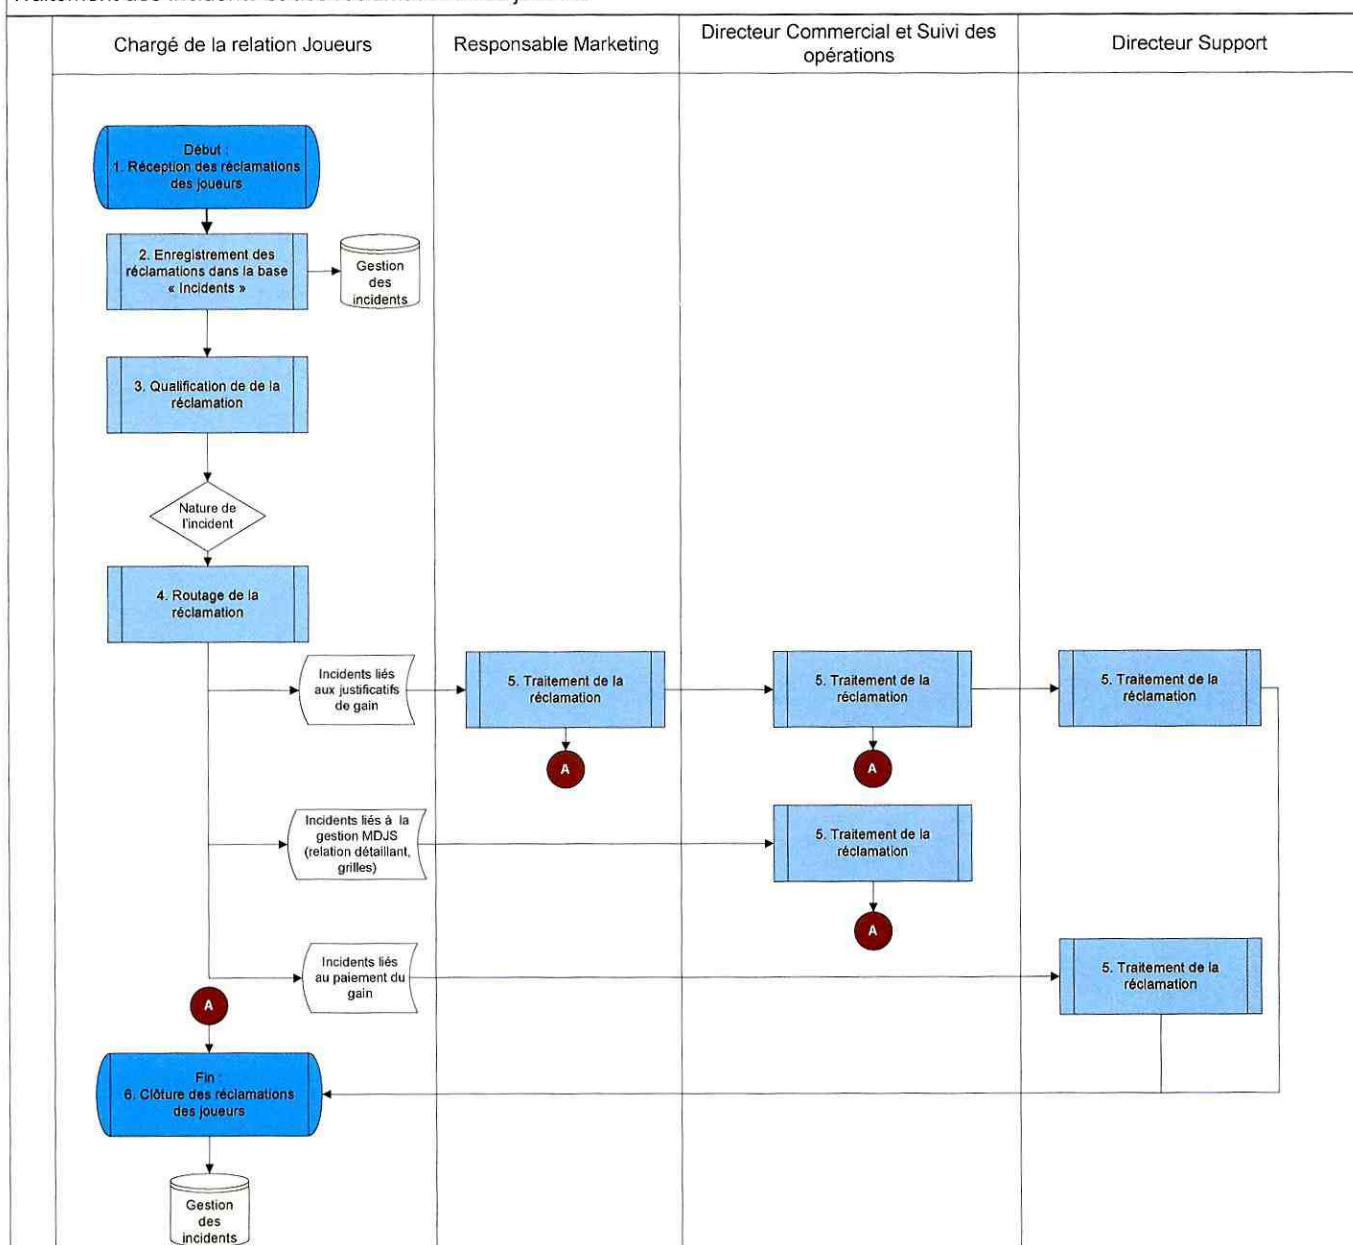 Chargé de la relation Joueurs
Responsable Marketing
Directeur Commercial et Suivi des
opérations
Directeur Support
Début :
1. Réception des réclamations
des joueurs
2. Enregistrement des
réclamations dans la base
« Incidents »
Gestion
des
incidents
3. Qualification de de la
réclamation
Nature de
l'incident
4. Routage de la
réclamation
Incidents liés
aux justificatifs
de gain
5. Traitement de la
réclamation
5. Traitement de la
réclamation
5. Traitement de la
réclamation
A
A
Incidents liés à la
gestion MDJS
(relation détaillant,
grilles)
5. Traitement de la
réclamation
A
Incidents liés
au paiement du
gain
5. Traitement de la
réclamation
A
Fin :
6. Clôture des réclamations
des joueurs
Gestion
des
incidents